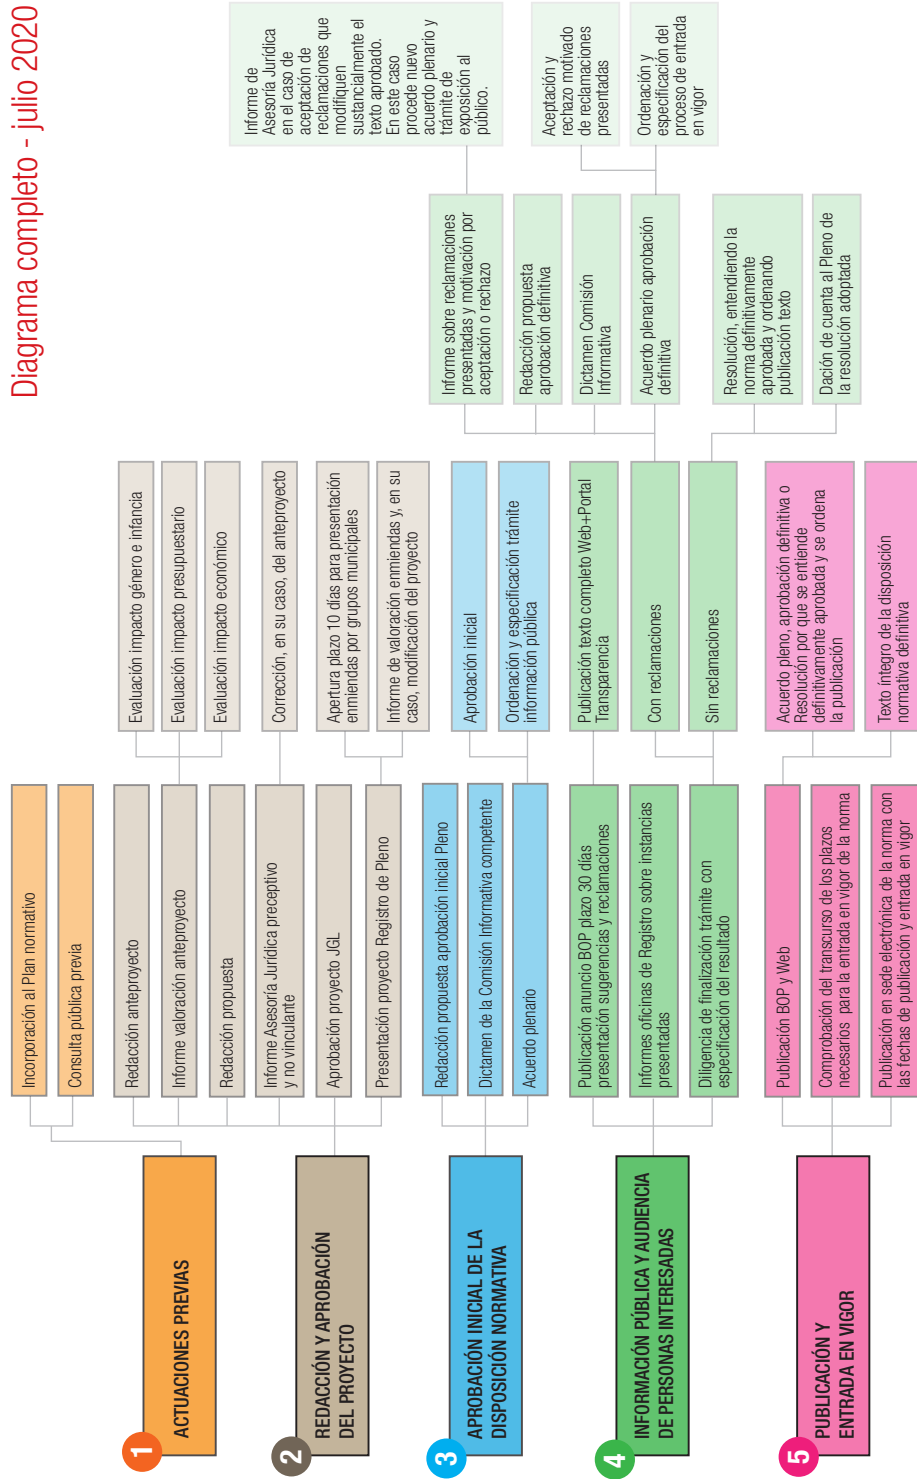 Diagrama completo - julio 2020
1
ACTUACIONES PREVIAS
Incorporación al Plan normativo
Consulta pública previa
2
REDACCIÓN Y APROBACIÓN
DEL PROYECTO
Redacción anteproyecto
Informe valoración anteproyecto
Evaluación impacto género e infancia
Evaluación impacto presupuestario
Evaluación impacto económico
Redacción propuesta
Informe Asesoría Jurídica preceptivo
y no vinculante
Corrección, en su caso, del anteproyecto
Aprobación proyecto JGL
Presentación proyecto Registro de Pleno
Apertura plazo 10 días para presentación
enmiendas por grupos municipales
Informe de valoración enmiendas y, en su
caso, modificación del proyecto
3
APROBACIÓN INICIAL DE LA
DISPOSICIÓN NORMATIVA
Redacción propuesta aprobación inicial Pleno
Dictamen de la Comisión Informativa competente
Acuerdo plenario
Aprobación inicial
Ordenación y especificación trámite
información pública
4
INFORMACIÓN PÚBLICA Y AUDIENCIA
DE PERSONAS INTERESADAS
Publicación anuncio BOP plazo 30 días
presentación sugerencias y reclamaciones
Publicación texto completo Web+Portal
Transparencia
Informes oficinas de Registro sobre instancias
presentadas
Diligencia de finalización trámite con
especificación del resultado
Con reclamaciones
Informe sobre reclamaciones
presentadas y motivación por
aceptación o rechazo
Informe de
Asesoría Jurídica
en el caso de
aceptación de
reclamaciones que
modifiquen
sustancialmente el
texto aprobado.
En este caso
procede nuevo
acuerdo plenario y
trámite de
exposición al
público.
Redacción propuesta
aprobación definitiva
Dictamen Comisión
Informativa
Acuerdo plenario aprobación
definitiva
Aceptación y
rechazo motivado
de reclamaciones
presentadas
Ordenación y
especificación del
proceso de entrada
en vigor
Sin reclamaciones
Resolución, entendiendo la
norma definitivamente
aprobada y ordenando
publicación texto
Dación de cuenta al Pleno de
la resolución adoptada
5
PUBLICACIÓN Y
ENTRADA EN VIGOR
Publicación BOP y Web
Acuerdo pleno, aprobación definitiva o
Resolución por que se entiende
definitivamente aprobada y se ordena
la publicación
Texto íntegro de la disposición
normativa definitiva
Comprobación del transcurso de los plazos
necesarios para la entrada en vigor de la norma
Publicación en sede electrónica de la norma con
las fechas de publicación y entrada en vigor